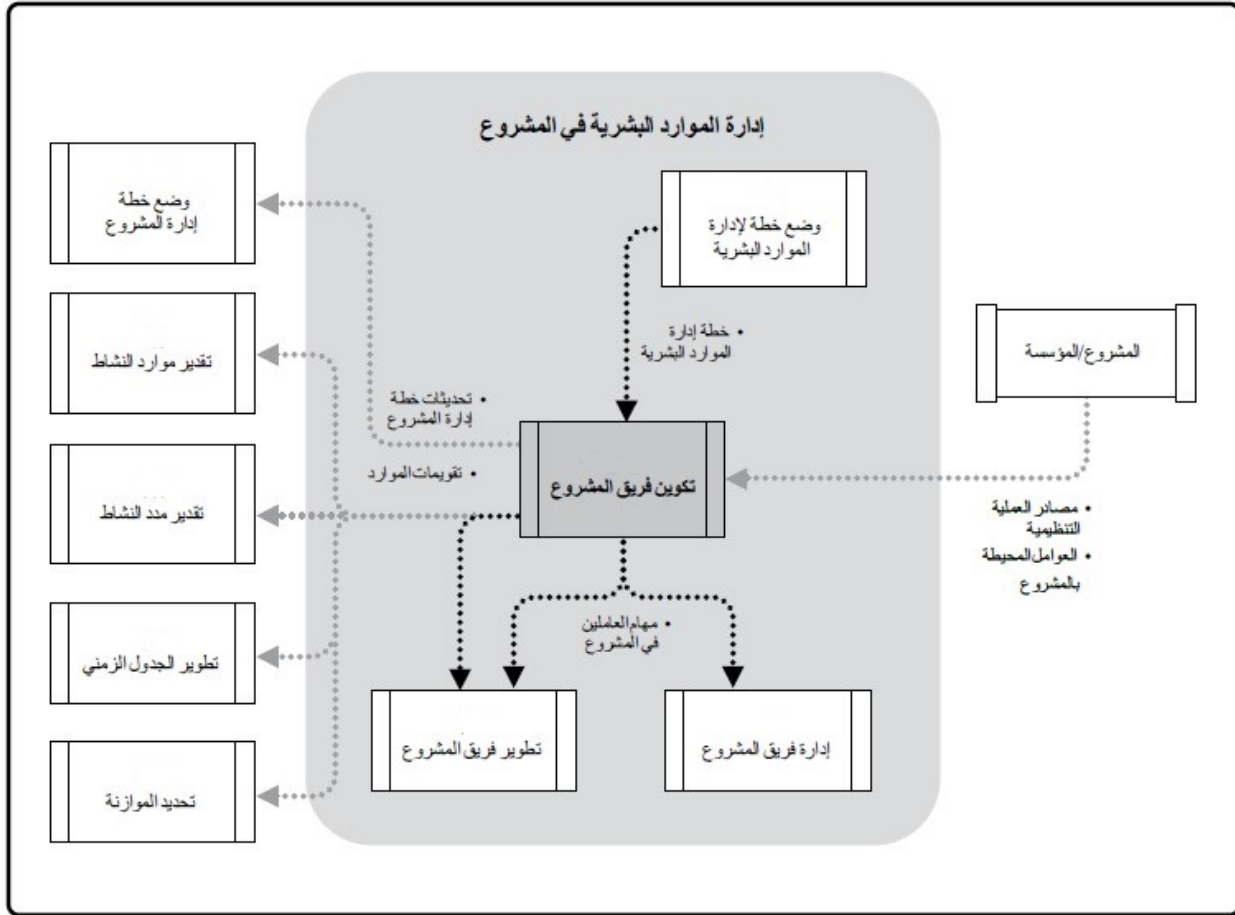 إدارة الموارد البشرية في المشروع
وضع خطة لإدارة
الموارد البشرية
• خطة إدارة
الموارد البشرية
المشروع/المؤسسة
• مصادر العملية
التنظيمية
• العوامل المحيطة
بالمشروع
تكوين فريق المشروع
• تحديثات خطة
إدارة المشروع
• تقويمات الموارد
• مهام العاملين
في المشروع
إدارة فريق المشروع
تطوير فريق المشروع
وضع خطة
إدارة المشروع
تقدير موارد النشاط
تقدير مدد النشاط
تطوير الجدول الزمني
تحديد الموازنة